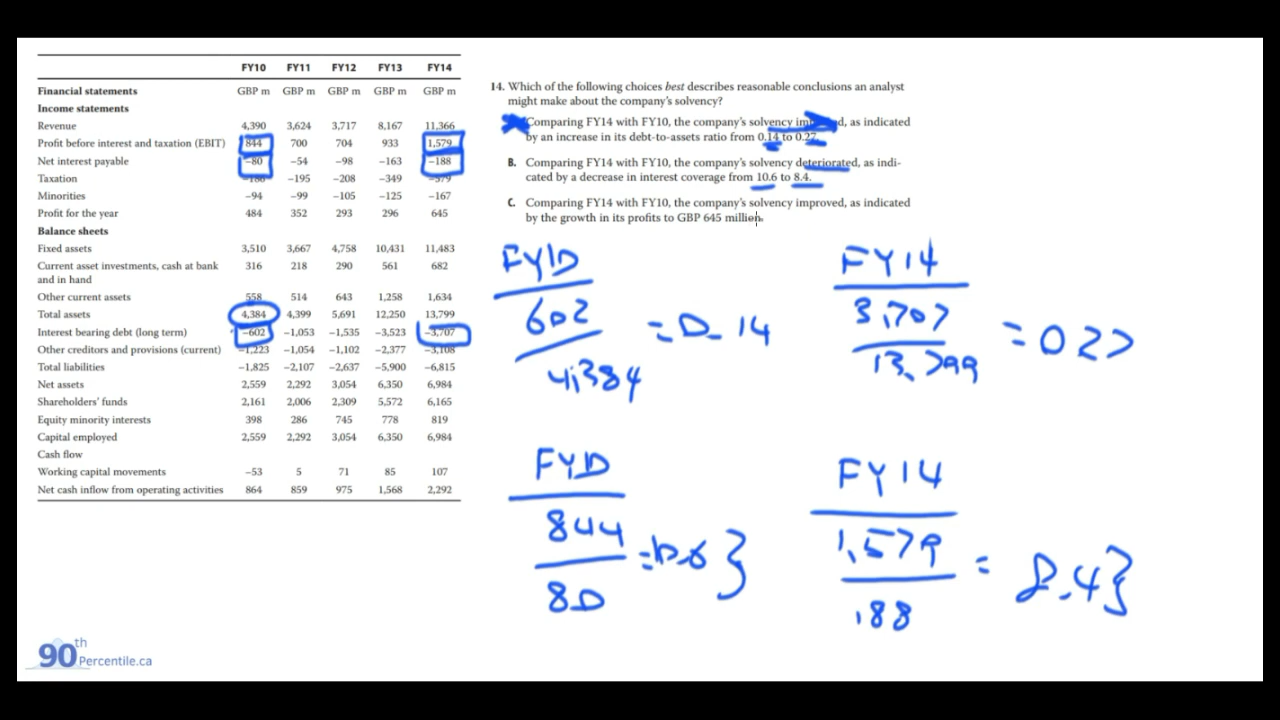 FY10 FY11 FY12 FY13 FY14
Financial statements GBP m GBP m GBP m GBP m GBP m
Income statements
Revenue 4,390 3,624 3,717 8,167 11,366
Profit before interest and taxation (EBIT) 844 700 704 933 1,579
Net interest payable −80 −54 −98 −163 −188
Taxation −186 −195 −208 −349 −579
Minorities −94 −99 −105 −125 −167
Profit for the year 484 352 293 296 645
Balance sheets
Fixed assets 3,510 3,667 4,758 10,431 11,483
Current asset investments, cash at bank 316 218 290 561 682
and in hand
Other current assets 558 514 643 1,258 1,634
Total assets 4,384 4,399 5,691 12,250 13,799
Interest bearing debt (long term) −602 −1,053 −1,535 −3,523 −3,707
Other creditors and provisions (current) −1,223 −1,054 −1,102 −2,377 −3,108
Total liabilities −1,825 −2,107 −2,637 −5,900 −6,815
Net assets 2,559 2,292 3,054 6,350 6,984
Shareholders' funds 2,161 2,006 2,309 5,572 6,165
Equity minority interests 398 286 745 778 819
Capital employed 2,559 2,292 3,054 6,350 6,984
Cash flow
Working capital movements −53 5 71 85 107
Net cash inflow from operating activities 864 859 975 1,568 2,292
14. Which of the following choices best describes reasonable conclusions an analyst
might make about the company's solvency?
Comparing FY14 with FY10, the company's solvency improved, as indicated
by an increase in its debt-to-assets ratio from 0.14 to 0.27.
B. Comparing FY14 with FY10, the company's solvency deteriorated, as indi-
cated by a decrease in interest coverage from 10.6 to 8.4.
C. Comparing FY14 with FY10, the company's solvency improved, as indicated
by the growth in its profits to GBP 645 million.
FY10
602
4,384
= 0.14
FY14
3,707
13,799
= 0.27
FY10
844
80
= 10.6 }
FY14
1,579
188
= 8.4 }
90th
Percentile.ca